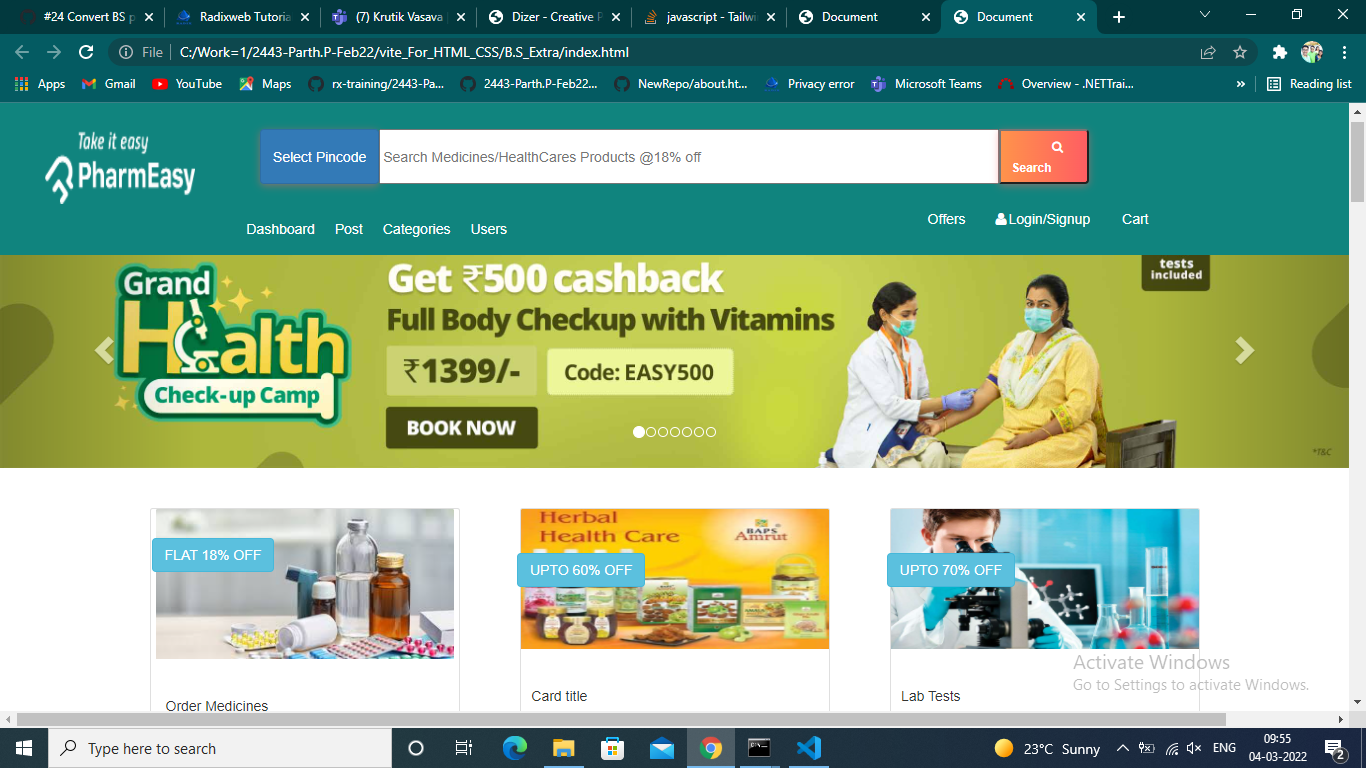 #24 Convert BS p
Radixweb Tutoria
(7) Krutik Vasava
Dizer - Creative P
javascript - Tailwi
Document
Document
File
C:/Work=1/2443-Parth.P-Feb22/vite_For_HTML_CSS/B.S_Extra/index.html
Apps
Gmail
YouTube
Maps
rx-training/2443-Pa...
2443-Parth.P-Feb22...
NewRepo/about.ht...
Privacy error
Microsoft Teams
Overview - .NETTrai...
»
Reading list
Take it easy
PharmEasy
Select Pincode
Search Medicines/HealthCares Products @18% off
Search
Dashboard
Post
Categories
Users
Offers
Login/Signup
Cart
Grand
Health
Check-up Camp
Get ₹500 cashback
Full Body Checkup with Vitamins
₹1399/-
Code: EASY500
BOOK NOW
tests
included
*T&C
FLAT 18% OFF
Order Medicines
Herbal
Health Care
BAPS
Amrut
UPTO 60% OFF
Card title
UPTO 70% OFF
Lab Tests
Activate Windows
Go to Settings to activate Windows.
Type here to search
23°C Sunny
ENG
09:55
04-03-2022
2